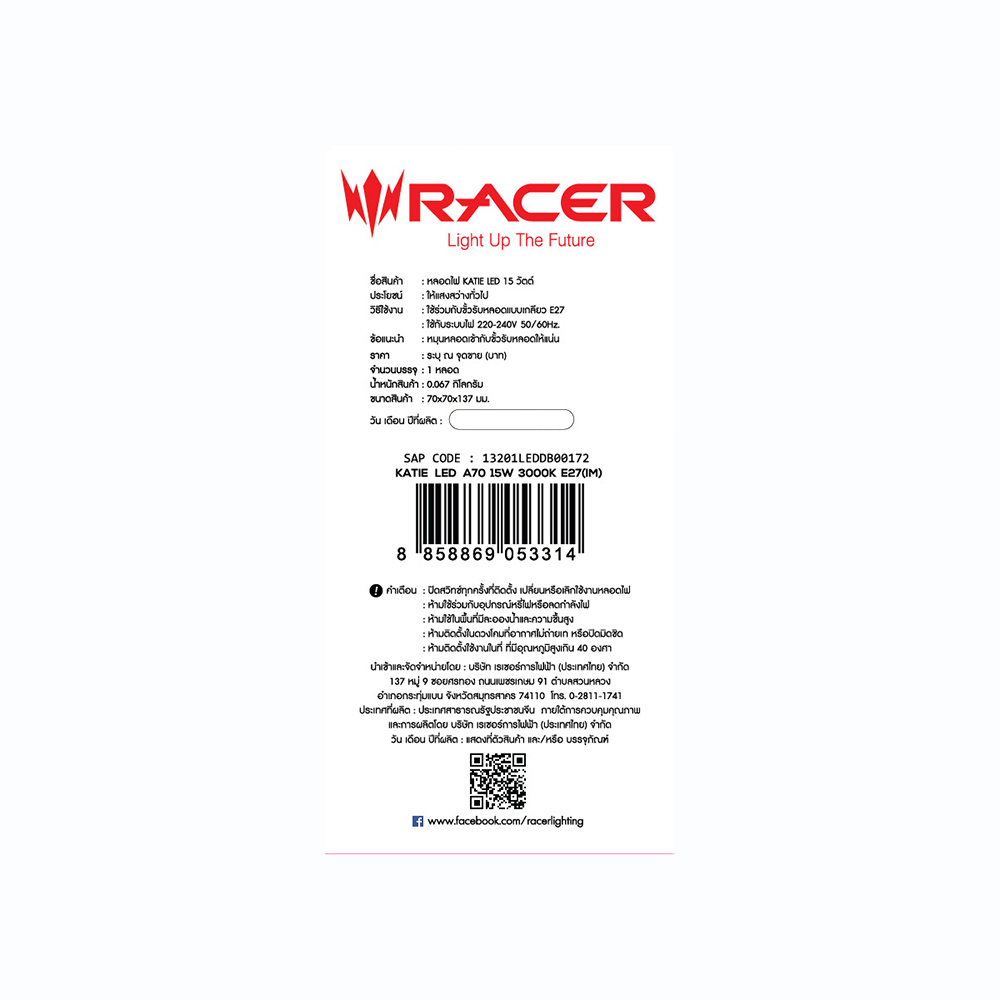 RACER
Light Up The Future
ชื่อสินค้า : หลอดไฟ KATIE LED 15 วัตต์
ประโยชน์ : ให้แสงสว่างทั่วไป
วิธีใช้งาน : ใช้ร่วมกับขั้วรับหลอดแบบเกลียว E27
: ใช้กับระบบไฟ 220-240V 50/60Hz.
ข้อแนะนำ : หมุนหลอดเข้ากับขั้วรับหลอดให้แน่น
ราคา : ระบุ ณ จุดขาย (บาท)
จำนวนบรรจุ : 1 หลอด
น้ำหนักสินค้า : 0.067 กิโลกรัม
ขนาดสินค้า : 70x70x137 มม.
วัน เดือน ปีที่ผลิต :
SAP CODE : 13201LEDDB00172
KATIE LED A70 15W 3000K E27(IM)
8 858869 053314
! คำเตือน : ปิดสวิทช์ทุกครั้งที่ติดตั้ง เปลี่ยนหรือเลิกใช้งานหลอดไฟ
: ห้ามใช้ร่วมกับอุปกรณ์หรี่ไฟหรือลดกำลังไฟ
: ห้ามใช้ในพื้นที่มีละอองน้ำและความชื้นสูง
: ห้ามติดตั้งในดวงโคมที่อากาศไม่ถ่ายเท หรือปิดมิดชิด
: ห้ามติดตั้งใช้งานในที่ ที่มีอุณหภูมิสูงเกิน 40 องศา
นำเข้าและจัดจำหน่ายโดย : บริษัท เรเซอร์การไฟฟ้า (ประเทศไทย) จำกัด
137 หมู่ 9 ซอยศรทอง ถนนเพชรเกษม 91 ตำบลสวนหลวง
อำเภอกระทุ่มแบน จังหวัดสมุทรสาคร 74110 โทร. 0-2811-1741
ประเทศที่ผลิต : ประเทศสาธารณรัฐประชาชนจีน ภายใต้การควบคุมคุณภาพ
และการผลิตโดย บริษัท เรเซอร์การไฟฟ้า (ประเทศไทย) จำกัด
วัน เดือน ปีที่ผลิต : แสดงที่ตัวสินค้า และ/หรือ บรรจุภัณฑ์
www.facebook.com/racerlighting